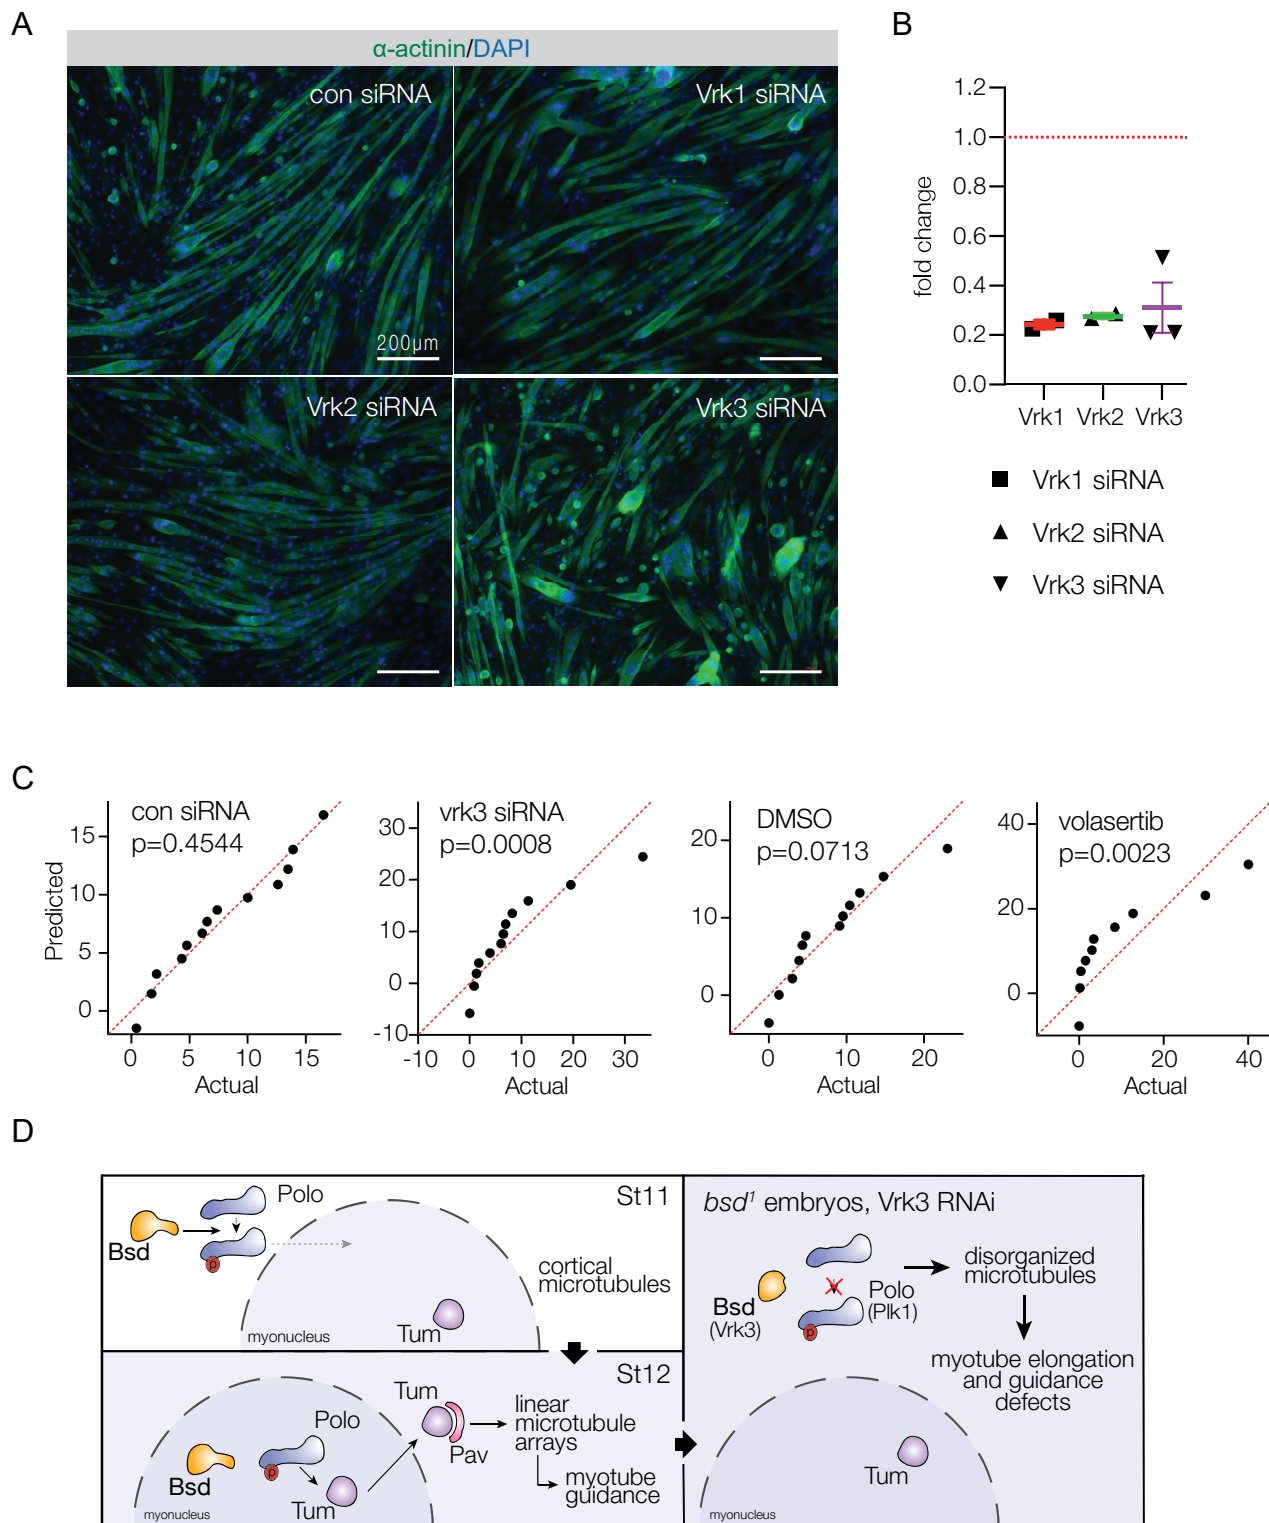 A
α-actinin/DAPI
con siRNA
Vrk1 siRNA
200µm
Vrk2 siRNA
Vrk3 siRNA
B
1.2
1.0
0.8
0.6
0.4
0.2
0.0
fold change
Vrk1 Vrk2 Vrk3
Vrk1 siRNA
Vrk2 siRNA
Vrk3 siRNA
C
con siRNA
p=0.4544
Predicted
15
10
5
0
0 5 10 15
Actual
vrk3 siRNA
p=0.0008
30
20
10
0
-10
-10 0 10 20 30
Actual
DMSO
p=0.0713
20
10
0
0 10 20
Actual
volasertib
p=0.0023
40
20
0
0 20 40
Actual
D
St11
Polo
Bsd
p
cortical
microtubules
Tum
myonucleus
St12
Polo
Bsd
p
Tum
Tum
Pav
linear
microtubule
arrays
myotube
guidance
myonucleus
bsd¹ embryos, Vrk3 RNAi
Bsd
(Vrk3)
Polo
(Plk1)
p
disorganized
microtubules
myotube elongation
and guidance
defects
Tum
myonucleus